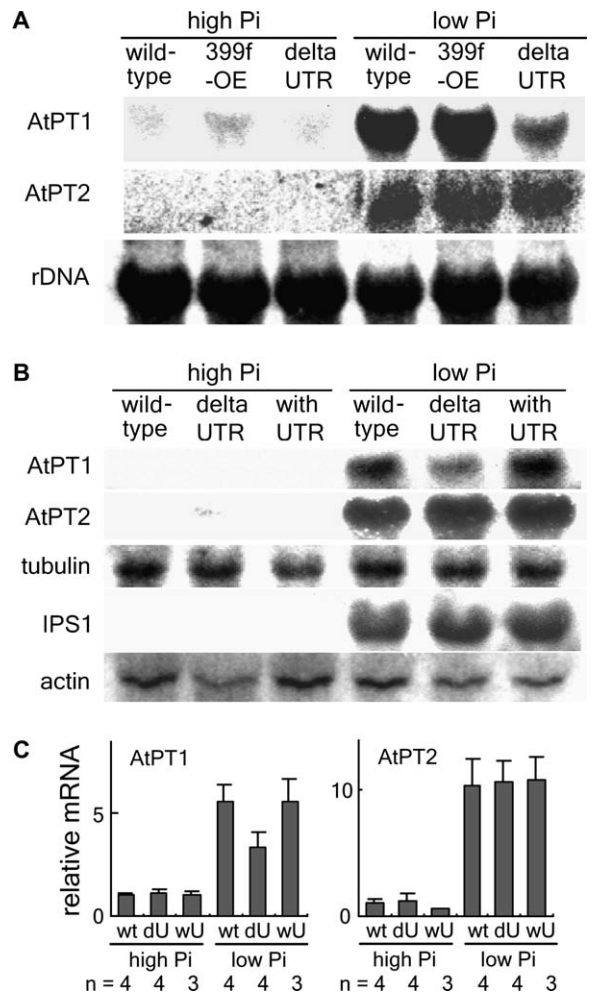 A
high Pi low Pi
wild-type 399f-OE delta UTR wild-type 399f-OE delta UTR
AtPT1
AtPT2
rDNA
B
high Pi low Pi
wild-type delta UTR with UTR wild-type delta UTR with UTR
AtPT1
AtPT2
tubulin
IPS1
actin
C
AtPT1
relative mRNA
5
0
wt dU wU wt dU wU
high Pi low Pi
n = 4 4 3 4 4 3
AtPT2
10
0
wt dU wU wt dU wU
high Pi low Pi
n = 4 4 3 4 4 3